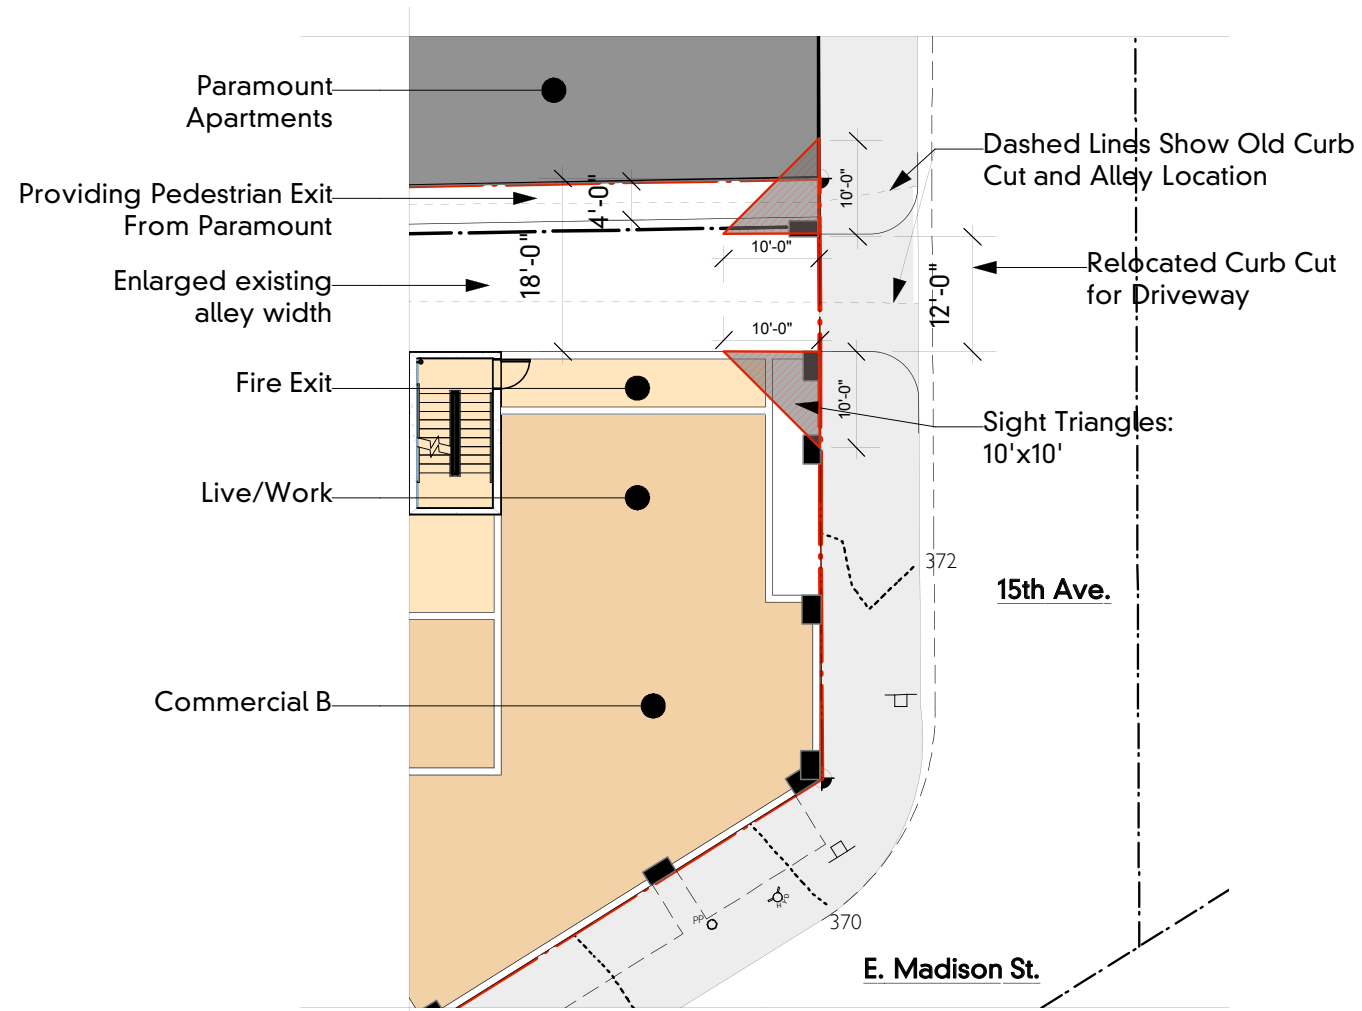 Paramount
Apartments
Dashed Lines Show Old Curb
Cut and Alley Location
10'-0"
Providing Pedestrian Exit
From Paramount
4'-0"
18'-0"
10'-0"
Relocated Curb Cut
for Driveway
Enlarged existing
alley width
12'-0"
10'-0"
Fire Exit
10'-0"
Sight Triangles:
10'x10'
Live/Work
372
15th Ave.
Commercial B
PP
HYD
370
E. Madison St.